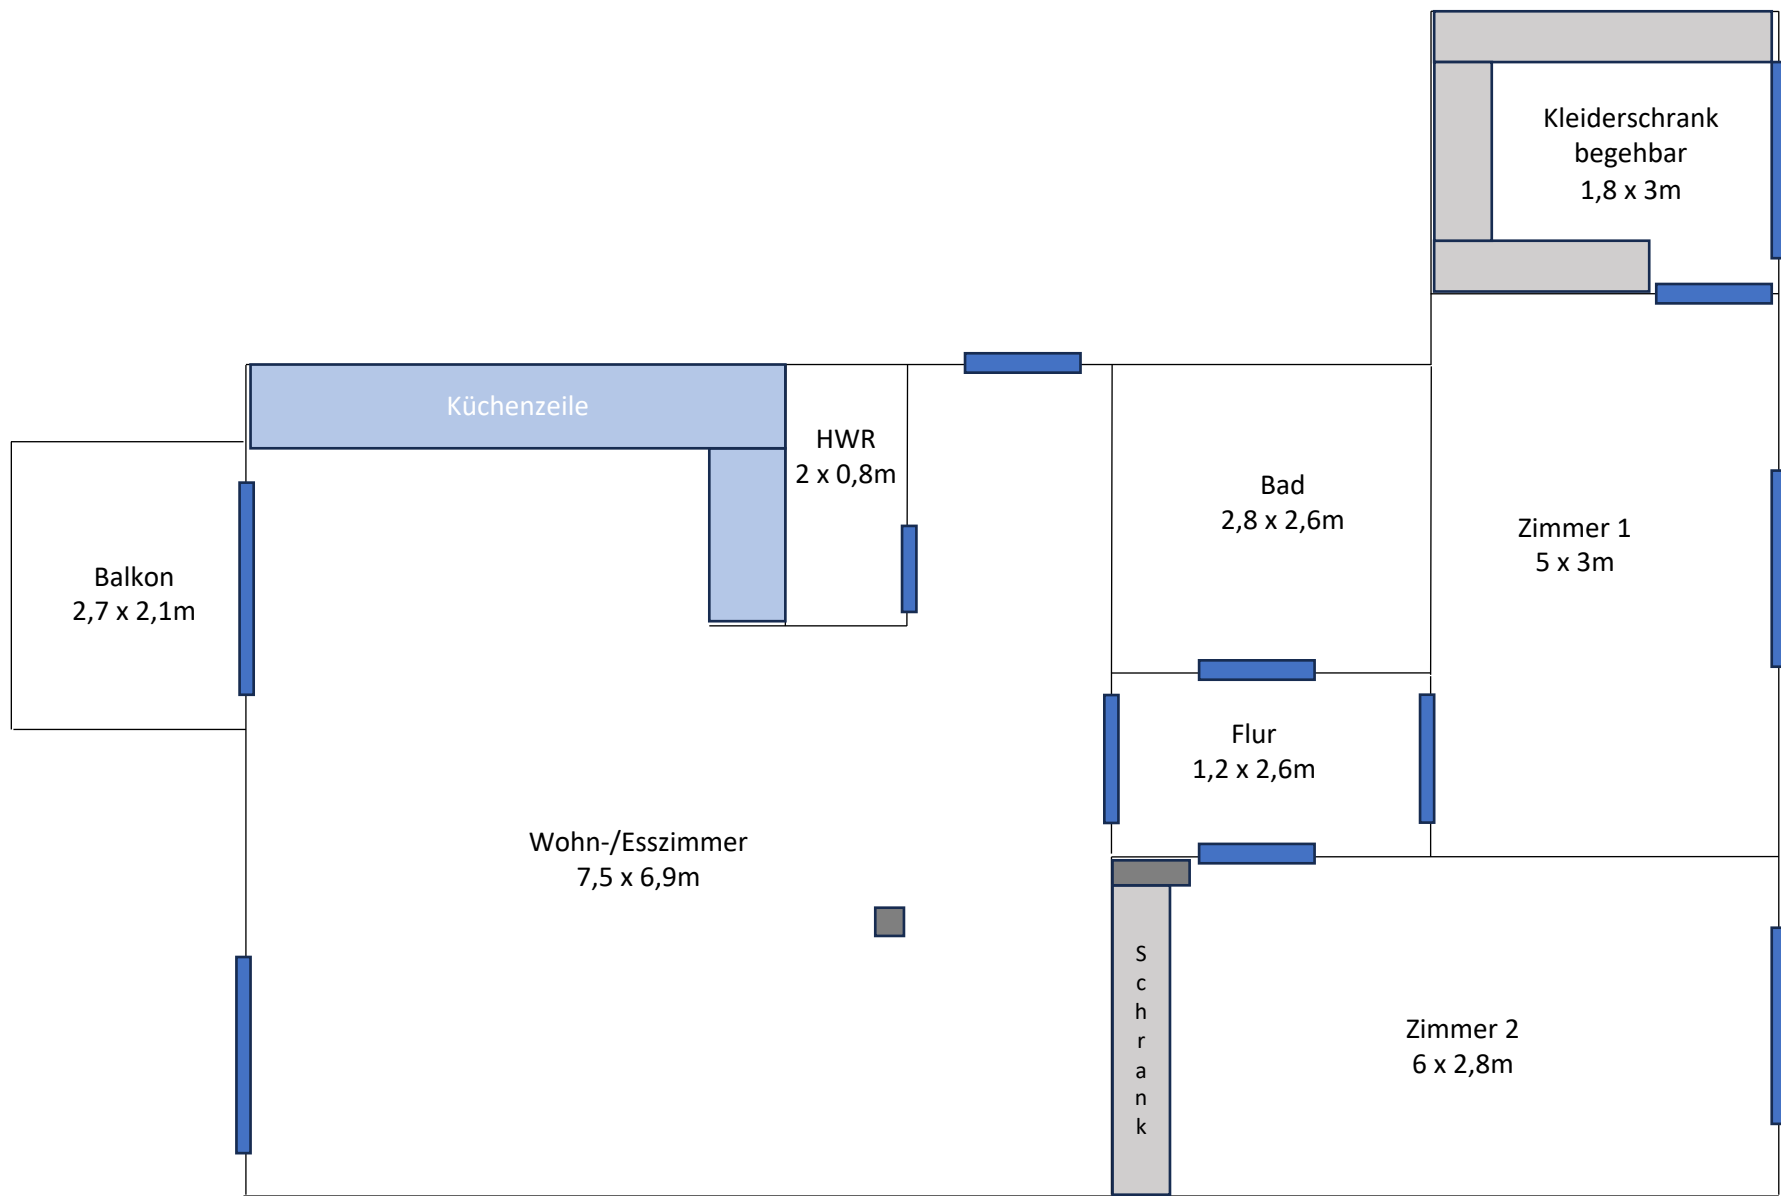 Kleiderschrank
begehbar
1,8 x 3m
Küchenzeile
HWR
2 x 0,8m
Bad
2,8 x 2,6m
Zimmer 1
5 x 3m
Balkon
2,7 x 2,1m
Flur
1,2 x 2,6m
Wohn-/Esszimmer
7,5 x 6,9m
S
c
h
r
a
n
k
Zimmer 2
6 x 2,8m